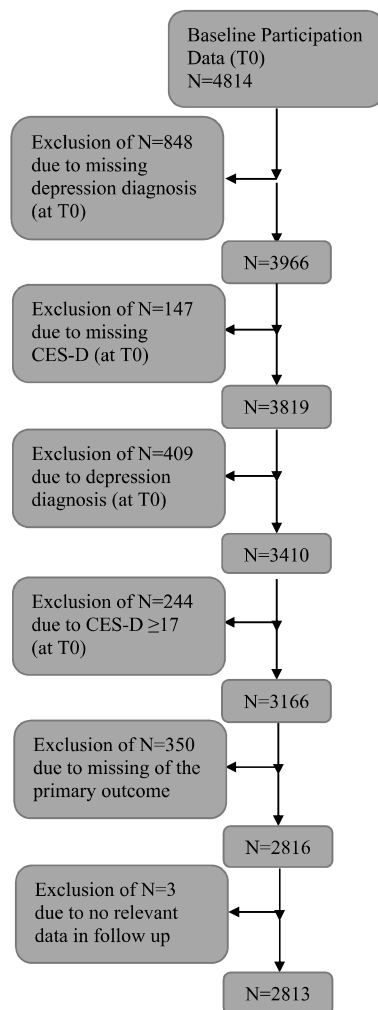 Baseline Participation
Data (T0)
N=4814
Exclusion of N=848
due to missing
depression diagnosis
(at T0)
N=3966
Exclusion of N=147
due to missing
CES-D (at T0)
N=3819
Exclusion of N=409
due to depression
diagnosis (at T0)
N=3410
Exclusion of N=244
due to CES-D ≥17
(at T0)
N=3166
Exclusion of N=350
due to missing of the
primary outcome
N=2816
Exclusion of N=3
due to no relevant
data in follow up
N=2813